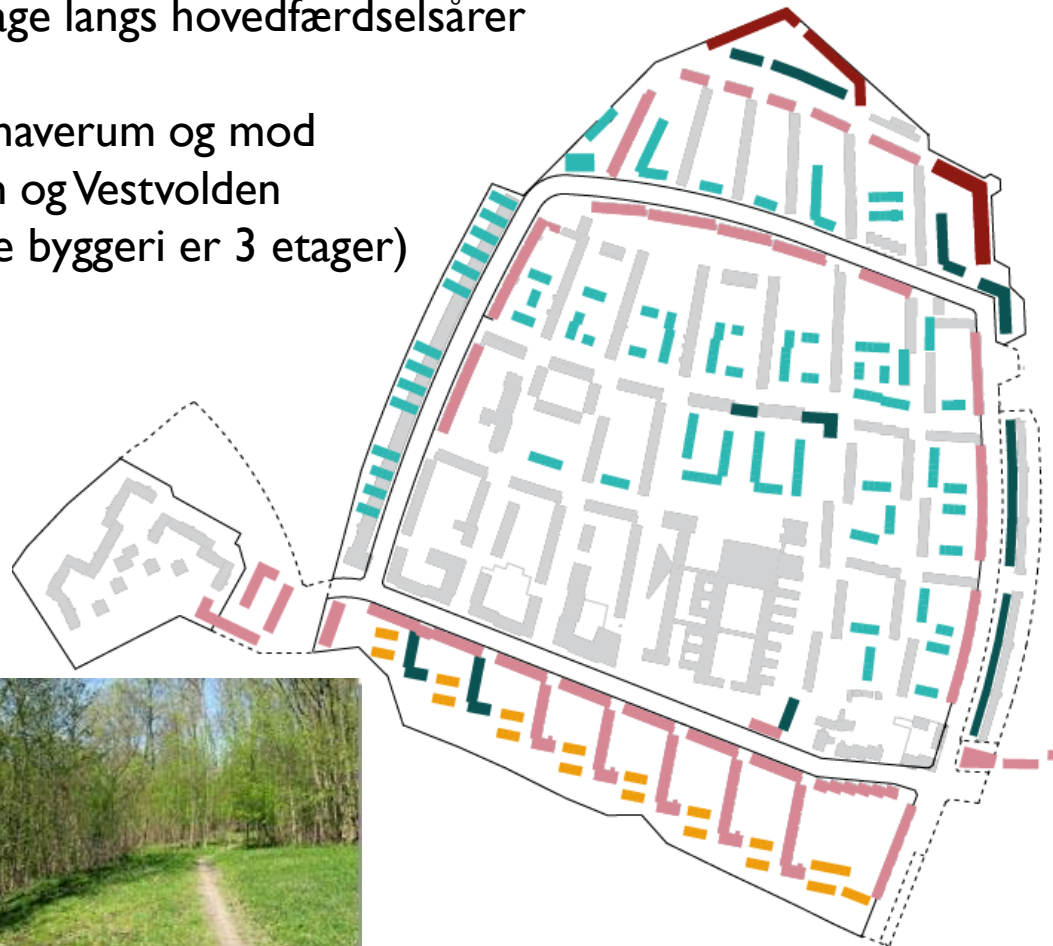 age langs hovedfærdselsårer
haverum og mod
og Vestvolden
e byggeri er 3 etager)